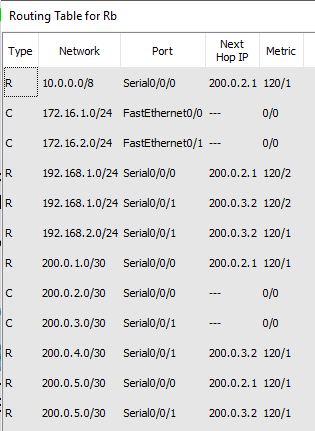 Routing Table for Rb
Type Network Port Next Hop IP Metric
R 10.0.0.0/8 Serial0/0/0 200.0.2.1 120/1
C 172.16.1.0/24 FastEthernet0/0 --- 0/0
C 172.16.2.0/24 FastEthernet0/1 --- 0/0
R 192.168.1.0/24 Serial0/0/0 200.0.2.1 120/2
R 192.168.1.0/24 Serial0/0/1 200.0.3.2 120/2
R 192.168.2.0/24 Serial0/0/1 200.0.3.2 120/1
R 200.0.1.0/30 Serial0/0/0 200.0.2.1 120/1
C 200.0.2.0/30 Serial0/0/0 --- 0/0
C 200.0.3.0/30 Serial0/0/1 --- 0/0
R 200.0.4.0/30 Serial0/0/1 200.0.3.2 120/1
R 200.0.5.0/30 Serial0/0/0 200.0.2.1 120/1
R 200.0.5.0/30 Serial0/0/1 200.0.3.2 120/1